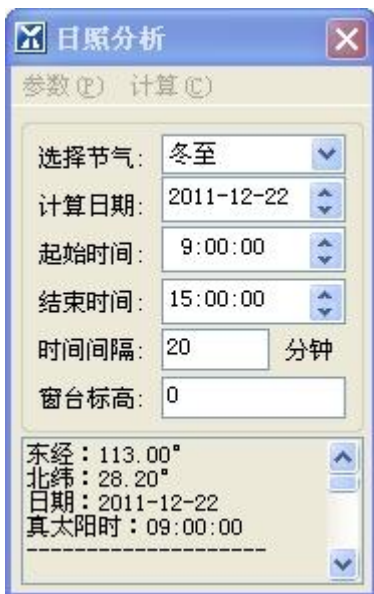 日照分析
参数(P) 计算(C)
选择节气: 冬至
计算日期: 2011-12-22
起始时间: 9:00:00
结束时间: 15:00:00
时间间隔: 20 分钟
窗台标高: 0
东经：113.00°
北纬：28.20°
日期：2011-12-22
真太阳时：09:00:00
--------------------